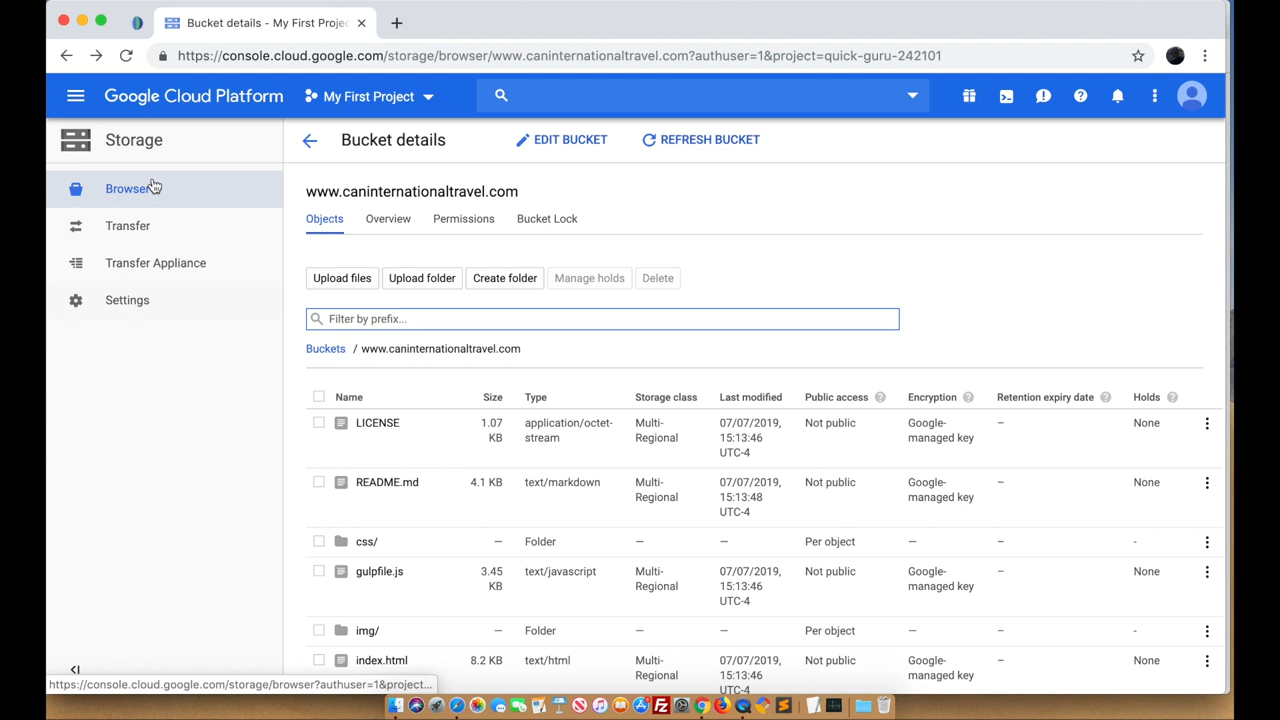 Bucket details - My First Projec
https://console.cloud.google.com/storage/browser/www.caninternationaltravel.com?authuser=1&project=quick-guru-242101
Google Cloud Platform
My First Project
Storage
Bucket details
EDIT BUCKET
REFRESH BUCKET
Browser
Transfer
Transfer Appliance
Settings
www.caninternationaltravel.com
Objects Overview Permissions Bucket Lock
Upload files Upload folder Create folder Manage holds Delete
Filter by prefix...
Buckets / www.caninternationaltravel.com
Name Size Type Storage class Last modified Public access Encryption Retention expiry date Holds
LICENSE 1.07 application/octet- Multi- 07/07/2019, Not public Google- – None
KB stream Regional 15:13:46 managed key
UTC-4
README.md 4.1 KB text/markdown Multi- 07/07/2019, Not public Google- – None
Regional 15:13:48 managed key
UTC-4
css/ – Folder – – Per object – – -
gulpfile.js 3.45 text/javascript Multi- 07/07/2019, Not public Google- – None
KB Regional 15:13:46 managed key
UTC-4
img/ – Folder – – Per object – – -
index.html 8.2 KB text/html Multi- 07/07/2019, Not public Google- – None
Regional 15:13:46 managed key
UTC-4
https://console.cloud.google.com/storage/browser?authuser=1&project...